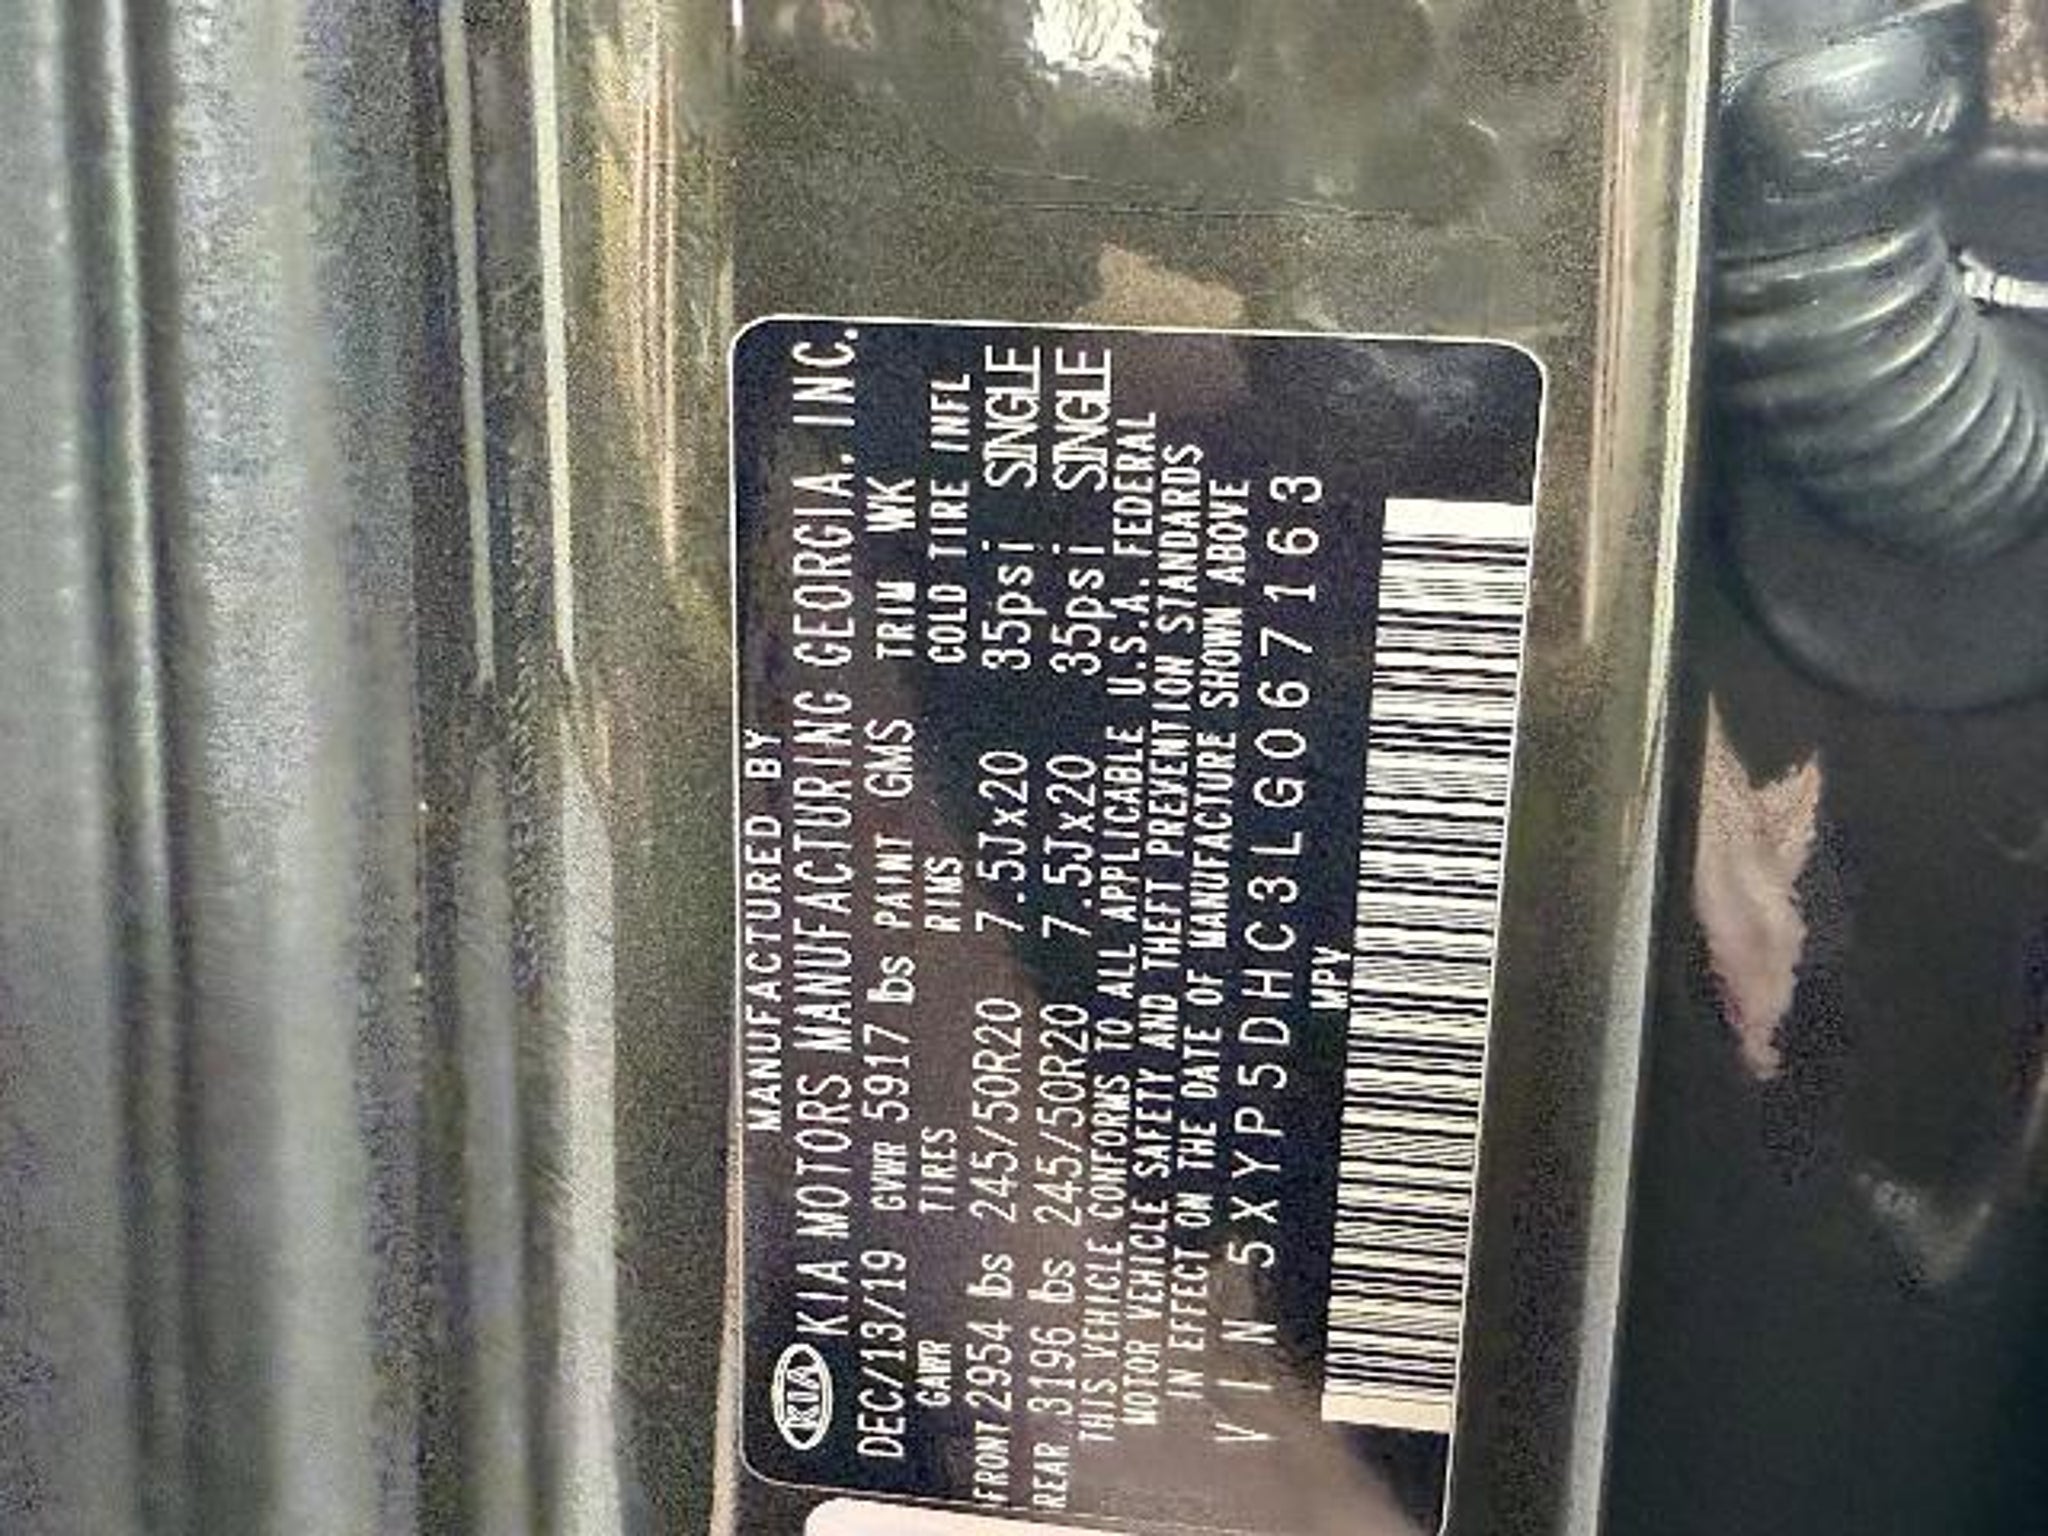 MANUFACTURED BY
KIA KIA MOTORS MANUFACTURING GEORGIA. INC.
DEC/13/19 GVWR 5917 lbs PAINT GMS TRIM WK
GAWR TIRES RIMS COLD TIRE INFL
FRONT 2954 lbs 245/50R20 7.5Jx20 35psi SINGLE
REAR 3196 lbs 245/50R20 7.5Jx20 35psi SINGLE
THIS VEHICLE CONFORMS TO ALL APPLICABLE U.S.A. FEDERAL
MOTOR VEHICLE SAFETY AND THEFT PREVENTION STANDARDS
IN EFFECT ON THE DATE OF MANUFACTURE SHOWN ABOVE
VIN 5XYP5DHC3LG067163
MPV